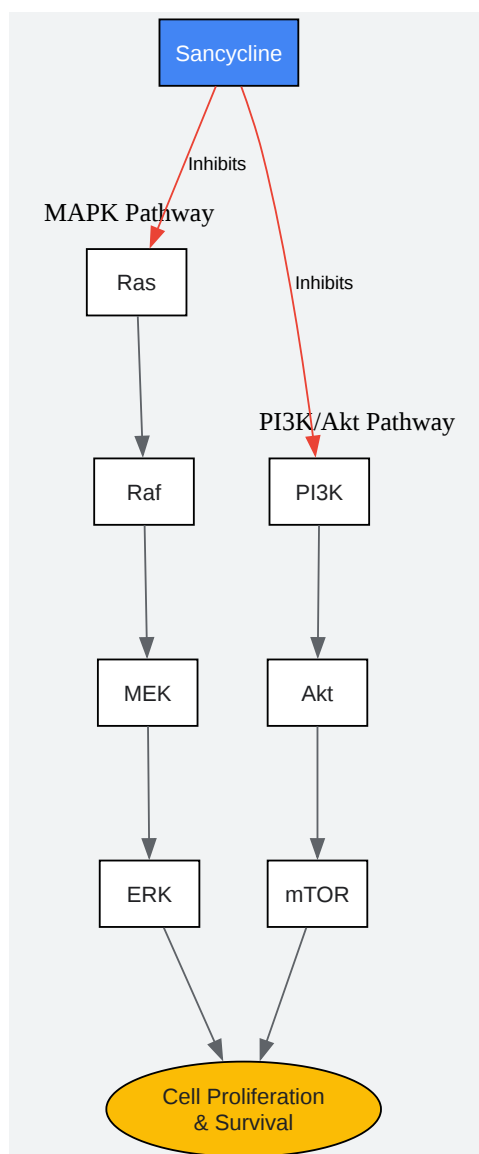 Sancycline
Inhibits
MAPK Pathway
Ras
Inhibits
PI3K/Akt Pathway
Raf
PI3K
MEK
Akt
ERK
mTOR
Cell Proliferation
& Survival